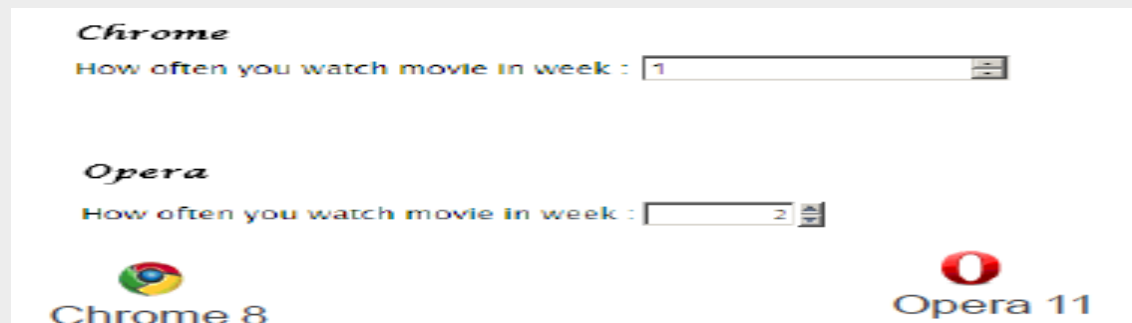 Chrome
How often you watch movie in week : 1
Opera
How often you watch movie in week : 2
Chrome 8
Opera 11